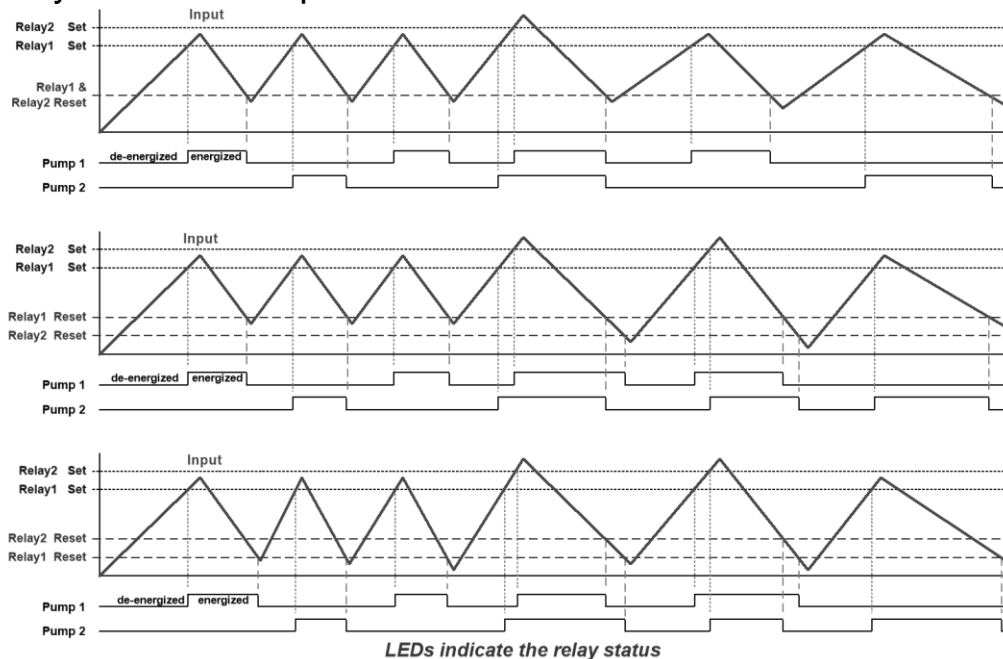 Input
Relay2 Set
Relay1 Set
Relay1 &
Relay2 Reset
de-energized energized
Pump 1
Pump 2
Input
Relay2 Set
Relay1 Set
Relay1 Reset
Relay2 Reset
de-energized energized
Pump 1
Pump 2
Input
Relay2 Set
Relay1 Set
Relay2 Reset
Relay1 Reset
de-energized energized
Pump 1
Pump 2
LEDs indicate the relay status